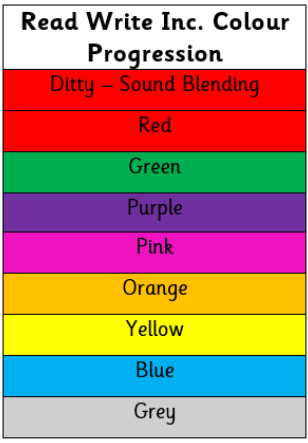 Read Write Inc. Colour
Progression
Ditty – Sound Blending
Red
Green
Purple
Pink
Orange
Yellow
Blue
Grey